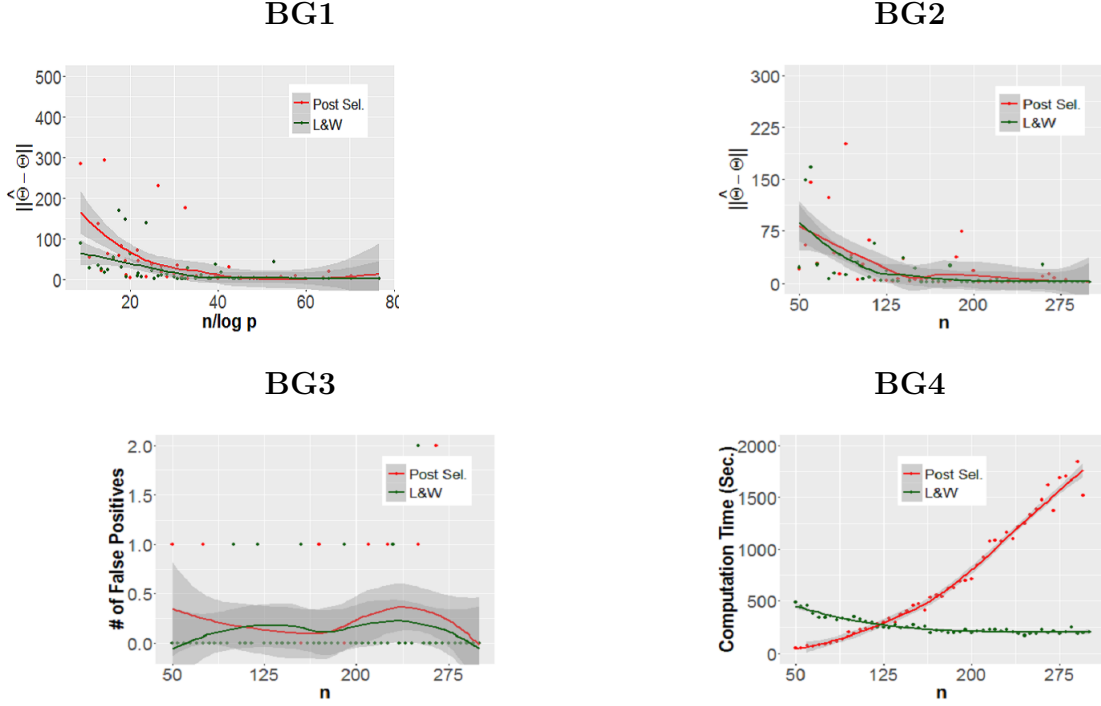 BG1
BG2
500
400
300
200
100
0
||Θ̂ – Θ||
Post Sel.
L&W
20
40
60
80
n/log p
300
225
150
75
0
||Θ̂ – Θ||
Post Sel.
L&W
50
125
200
275
n
BG3
BG4
2.0
1.5
1.0
0.5
0.0
# of False Positives
Post Sel.
L&W
50
125
200
275
n
2000
1500
1000
500
0
Computation Time (Sec.)
Post Sel.
L&W
50
125
200
275
n